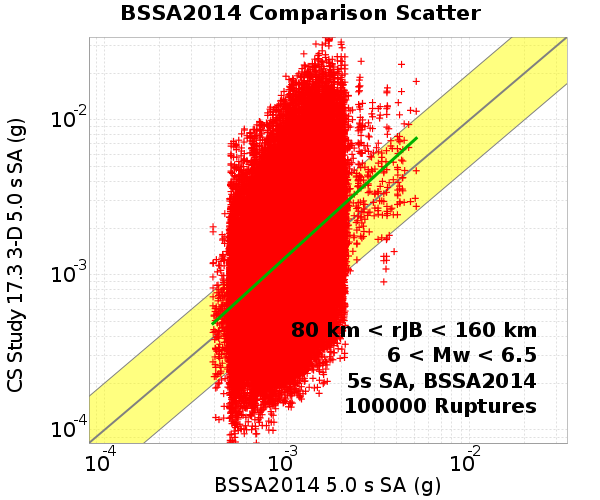 BSSA2014 Comparison Scatter
CS Study 17.3 3-D 5.0 s SA (g)
10-2
10-3
10-4
80 km < rJB < 160 km
6 < Mw < 6.5
5s SA, BSSA2014
100000 Ruptures
10-4 10-3 10-2
BSSA2014 5.0 s SA (g)